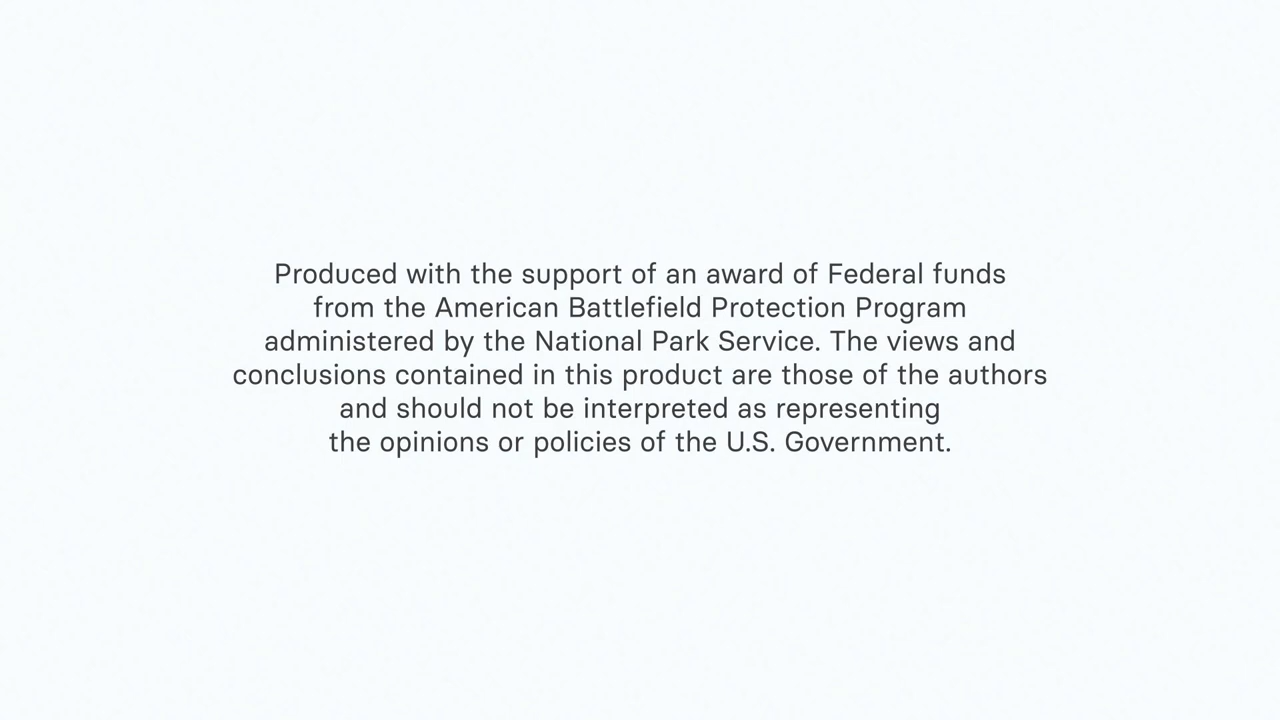 Produced with the support of an award of Federal funds
from the American Battlefield Protection Program
administered by the National Park Service. The views and
conclusions contained in this product are those of the authors
and should not be interpreted as representing
the opinions or policies of the U.S. Government.